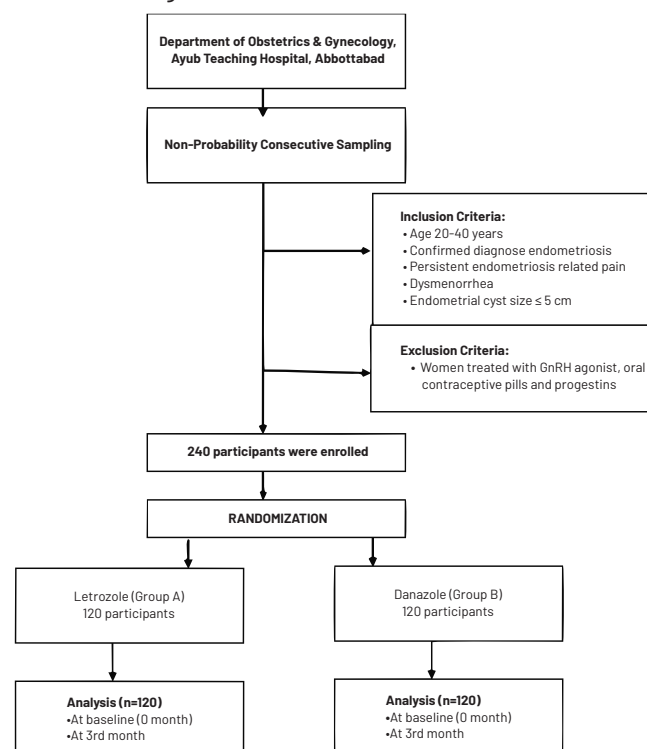 Department of Obstetrics & Gynecology,
Ayub Teaching Hospital, Abbottabad
Non-Probability Consecutive Sampling
Inclusion Criteria:
• Age 20-40 years
• Confirmed diagnose endometriosis
• Persistent endometriosis related pain
• Dysmenorrhea
• Endometrial cyst size ≤ 5 cm
Exclusion Criteria:
• Women treated with GnRH agonist, oral
contraceptive pills and progestins
240 participants were enrolled
RANDOMIZATION
Letrozole (Group A)
120 participants
Danazole (Group B)
120 participants
Analysis (n=120)
•At baseline (0 month)
•At 3rd month
Analysis (n=120)
•At baseline (0 month)
•At 3rd month